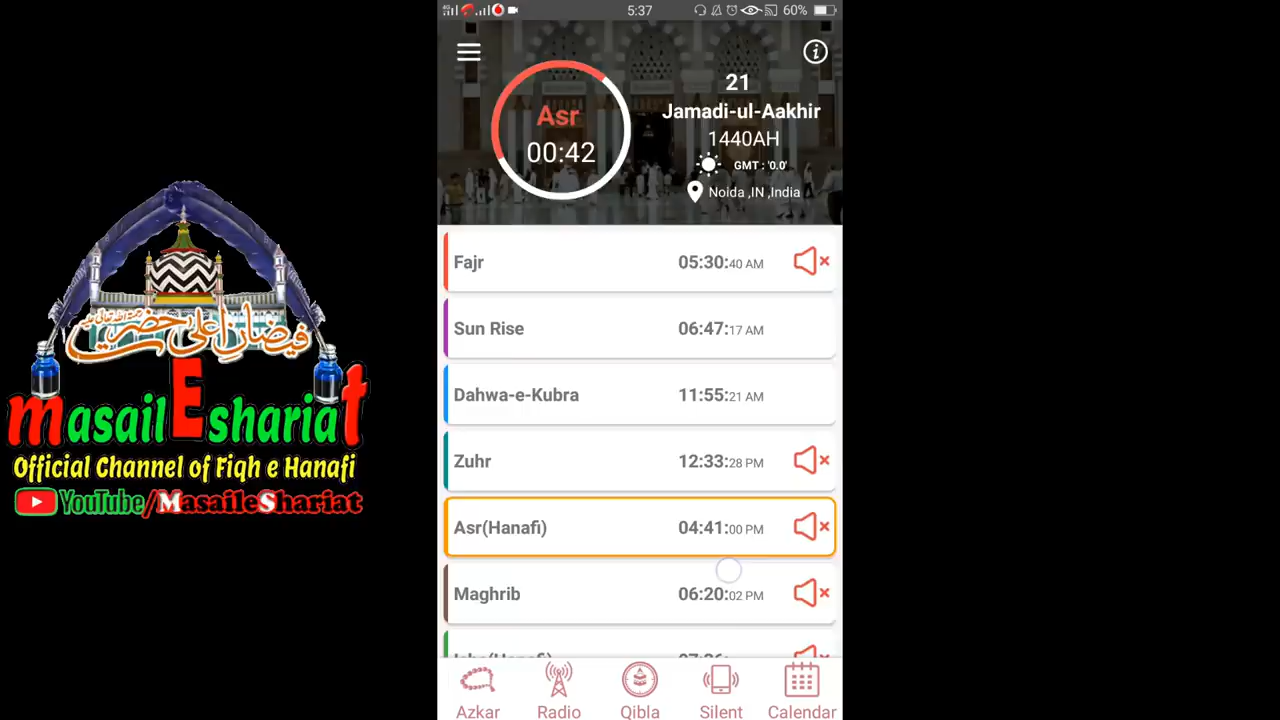 فیضانِ اعلیٰ حضرت
masail E shariat
Official Channel of Fiqh e Hanafi
YouTube/MasaileShariat
5:37
60%
Asr
00:42
21
Jamadi-ul-Aakhir
1440AH
GMT : '0.0'
Noida ,IN ,India
Fajr 05:30:40 AM
Sun Rise 06:47:17 AM
Dahwa-e-Kubra 11:55:21 AM
Zuhr 12:33:28 PM
Asr(Hanafi) 04:41:00 PM
Maghrib 06:20:02 PM
Azkar Radio Qibla Silent Calendar